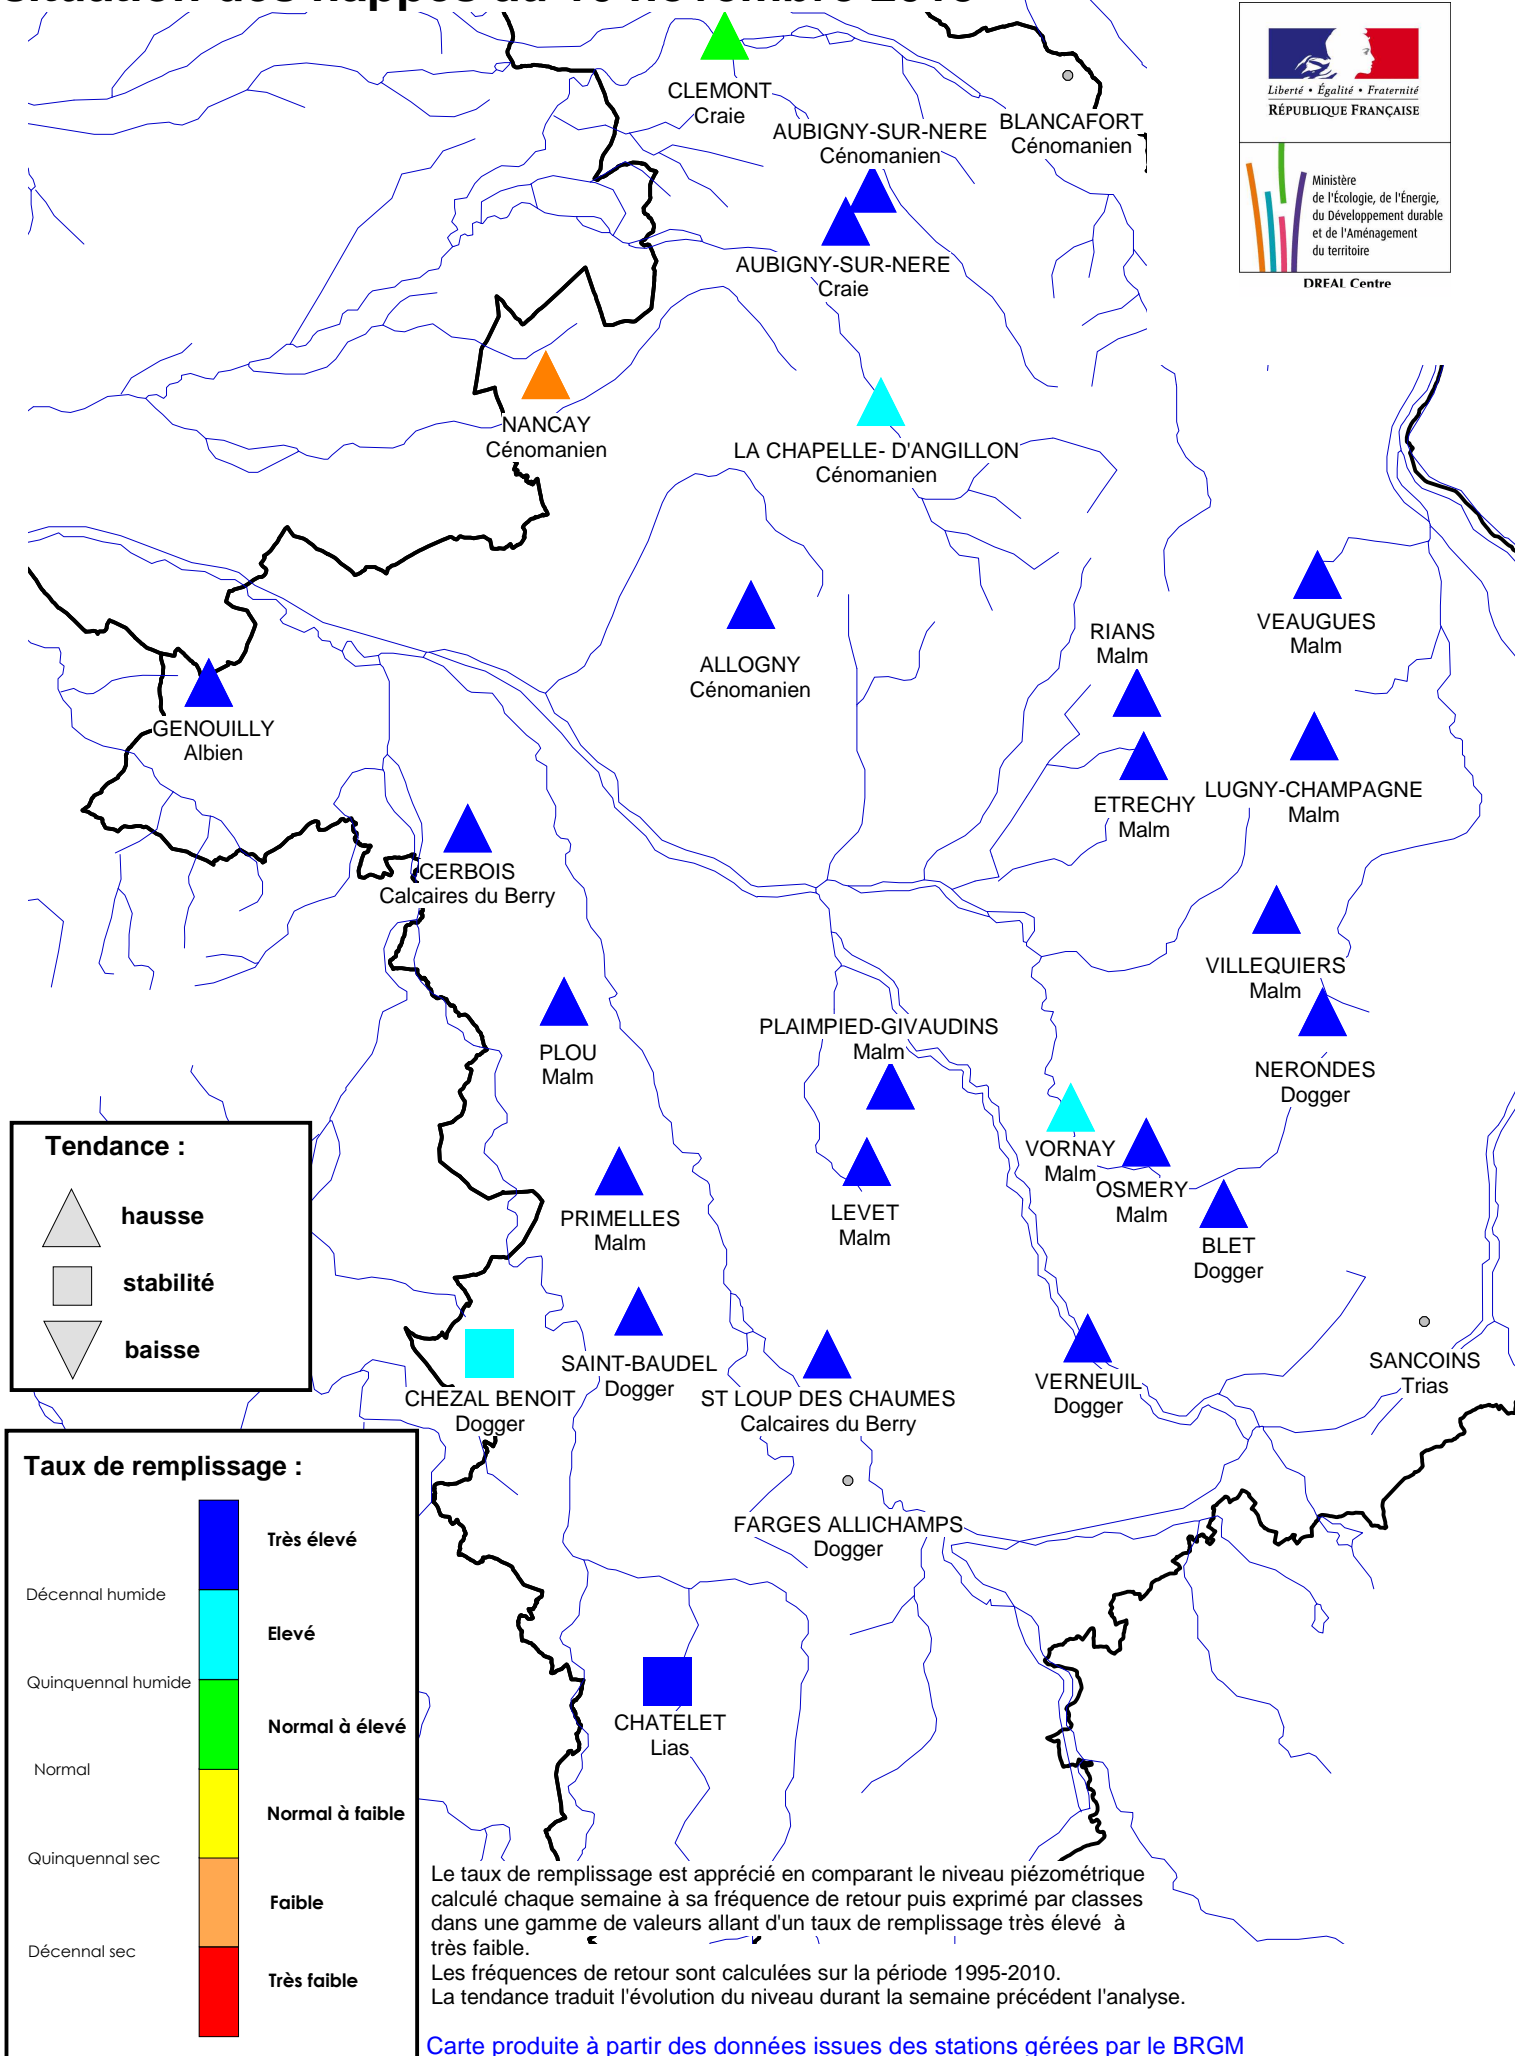 CLEMONT
Craie
BLANCAFORT
Cénomanien
AUBIGNY-SUR-NERE
Cénomanien
AUBIGNY-SUR-NERE
Craie
Liberté • Égalité • Fraternité
RÉPUBLIQUE FRANÇAISE
Ministère
de l'Écologie, de l'Énergie,
du Développement durable
et de l'Aménagement
du territoire
DREAL Centre
NANCAY
Cénomanien
LA CHAPELLE- D'ANGILLON
Cénomanien
VEAUGUES
Malm
RIANS
Malm
ALLOGNY
Cénomanien
GENOUILLY
Albien
LUGNY-CHAMPAGNE
Malm
ETRECHY
Malm
CERBOIS
Calcaires du Berry
VILLEQUIERS
Malm
PLAIMPIED-GIVAUDINS
Malm
PLOU
Malm
NERONDES
Dogger
VORNAY
Malm
OSMERY
Malm
PRIMELLES
Malm
LEVET
Malm
BLET
Dogger
Tendance :
hausse
stabilité
baisse
SAINT-BAUDEL
Dogger
CHEZAL BENOIT
Dogger
ST LOUP DES CHAUMES
Calcaires du Berry
VERNEUIL
Dogger
SANCOINS
Trias
FARGES ALLICHAMPS
Dogger
CHATELET
Lias
Taux de remplissage :
Très élevé
Décennal humide
Elevé
Quinquennal humide
Normal à élevé
Normal
Normal à faible
Quinquennal sec
Faible
Décennal sec
Très faible
Le taux de remplissage est apprécié en comparant le niveau piézométrique
calculé chaque semaine à sa fréquence de retour puis exprimé par classes
dans une gamme de valeurs allant d'un taux de remplissage très élevé à
très faible.
Les fréquences de retour sont calculées sur la période 1995-2010.
La tendance traduit l'évolution du niveau durant la semaine précédent l'analyse.
Carte produite à partir des données issues des stations gérées par le BRGM